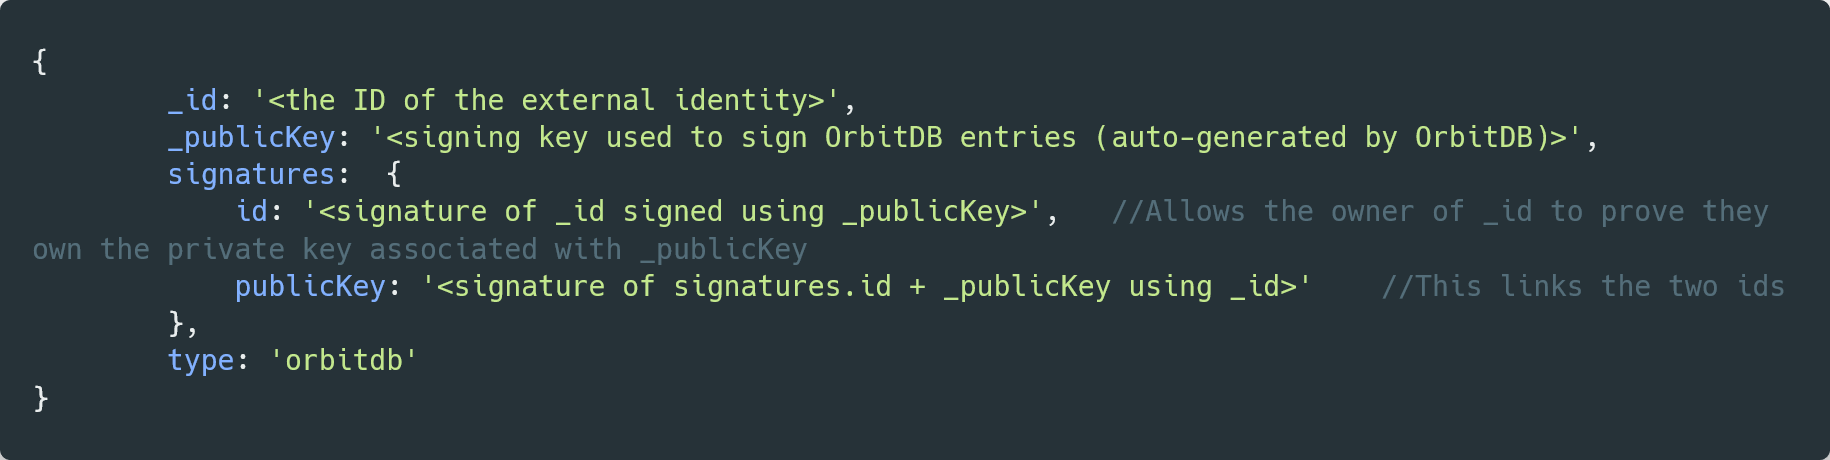 {
_id: '<the ID of the external identity>',
_publicKey: '<signing key used to sign OrbitDB entries (auto-generated by OrbitDB)>',
signatures:  {
id: '<signature of _id signed using _publicKey>',   //Allows the owner of _id to prove they
own the private key associated with _publicKey
publicKey: '<signature of signatures.id + _publicKey using _id>'    //This links the two ids
},
type: 'orbitdb'
}